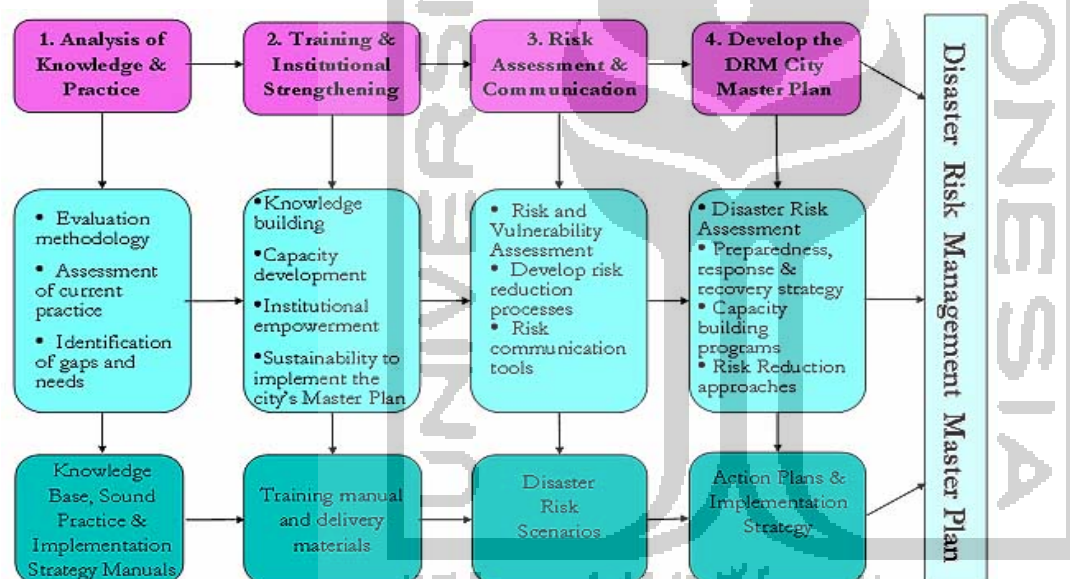 1. Analysis of
Knowledge &
Practice
2. Training &
Institutional
Strengthening
3. Risk
Assessment &
Communication
4. Develop the
DRM City
Master Plan
• Evaluation
methodology
• Assessment
of current
practice
• Identification
of gaps and
needs
•Knowledge
building
•Capacity
development
•Institutional
empowerment
•Sustainability to
implement the
city's Master Plan
• Risk and
Vulnerability
Assessment
• Develop risk
reduction
processes
• Risk
communication
tools
• Disaster Risk
Assessment
• Preparedness,
response &
recovery strategy
• Capacity
building
programs
• Risk Reduction
approaches
Knowledge
Base, Sound
Practice &
Implementation
Strategy Manuals
Training manual
and delivery
materials
Disaster
Risk
Scenarios
Action Plans &
Implementation
Strategy
Disaster Risk Management Master Plan
UNIVERSI
ONESIA